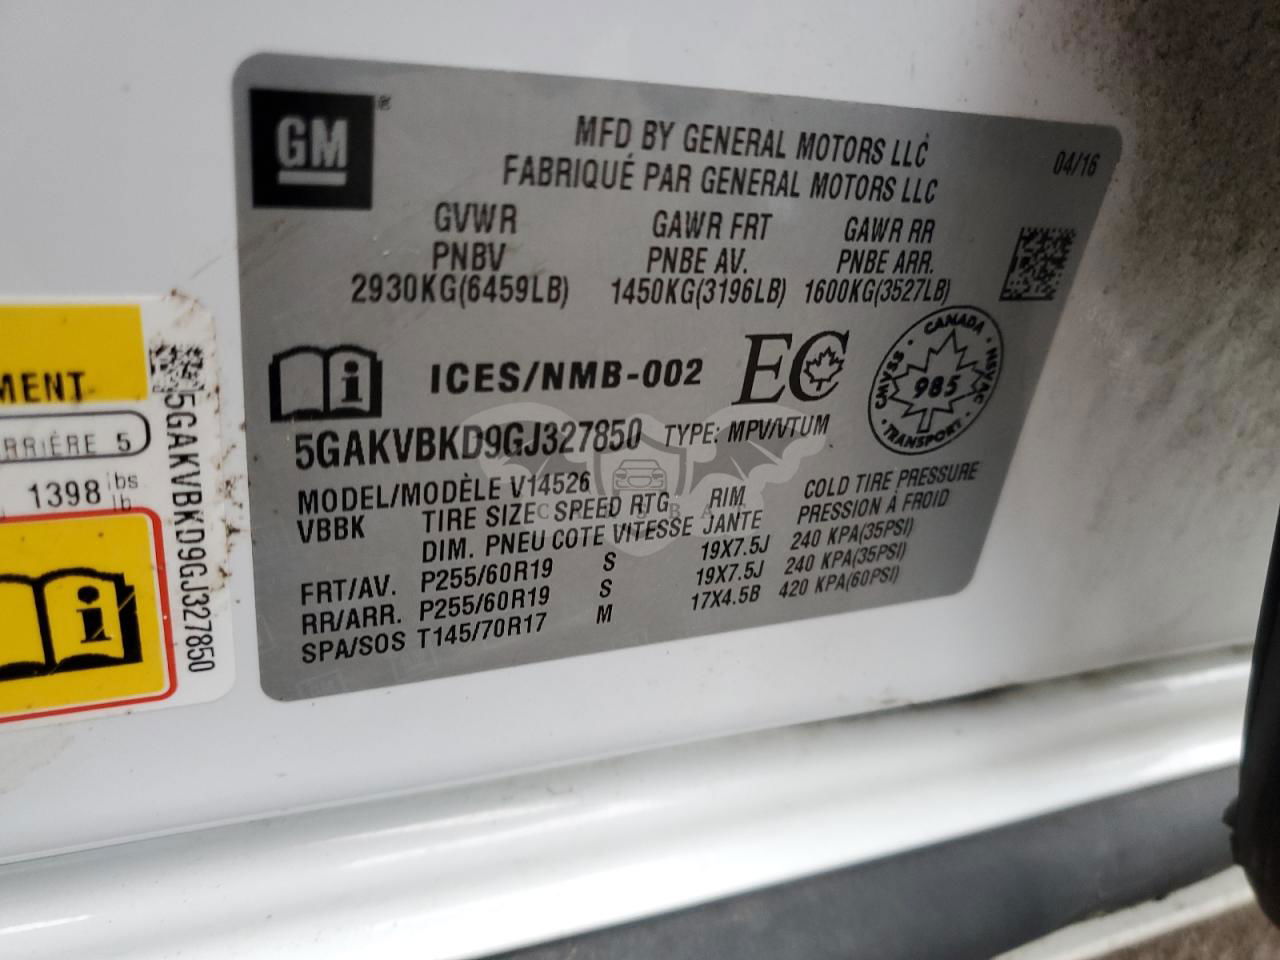 GM
®
MFD BY GENERAL MOTORS LLC
FABRIQUÉ PAR GENERAL MOTORS LLC
04/16
GVWR GAWR FRT GAWR RR
PNBV PNBE AV. PNBE ARR.
2930KG(6459LB) 1450KG(3196LB) 1600KG(3527LB)
i ICES/NMB-002 EC
CANADA
CMVSS 985 NSVAC
TRANSPORT
5GAKVBKD9GJ327850 TYPE: MPV/VTUM
MODEL/MODÈLE V14526
VBBK TIRE SIZE SPEED RTG RIM COLD TIRE PRESSURE
DIM. PNEU COTE VITESSE JANTE PRESSION À FROID
FRT/AV. P255/60R19 S 19X7.5J 240 KPA(35PSI)
RR/ARR. P255/60R19 S 19X7.5J 240 KPA(35PSI)
SPA/SOS T145/70R17 M 17X4.5B 420 KPA(60PSI)
MENT
RRIÈRE 5
1398 lbs
lb
i
5GAKVBKD9GJ327850